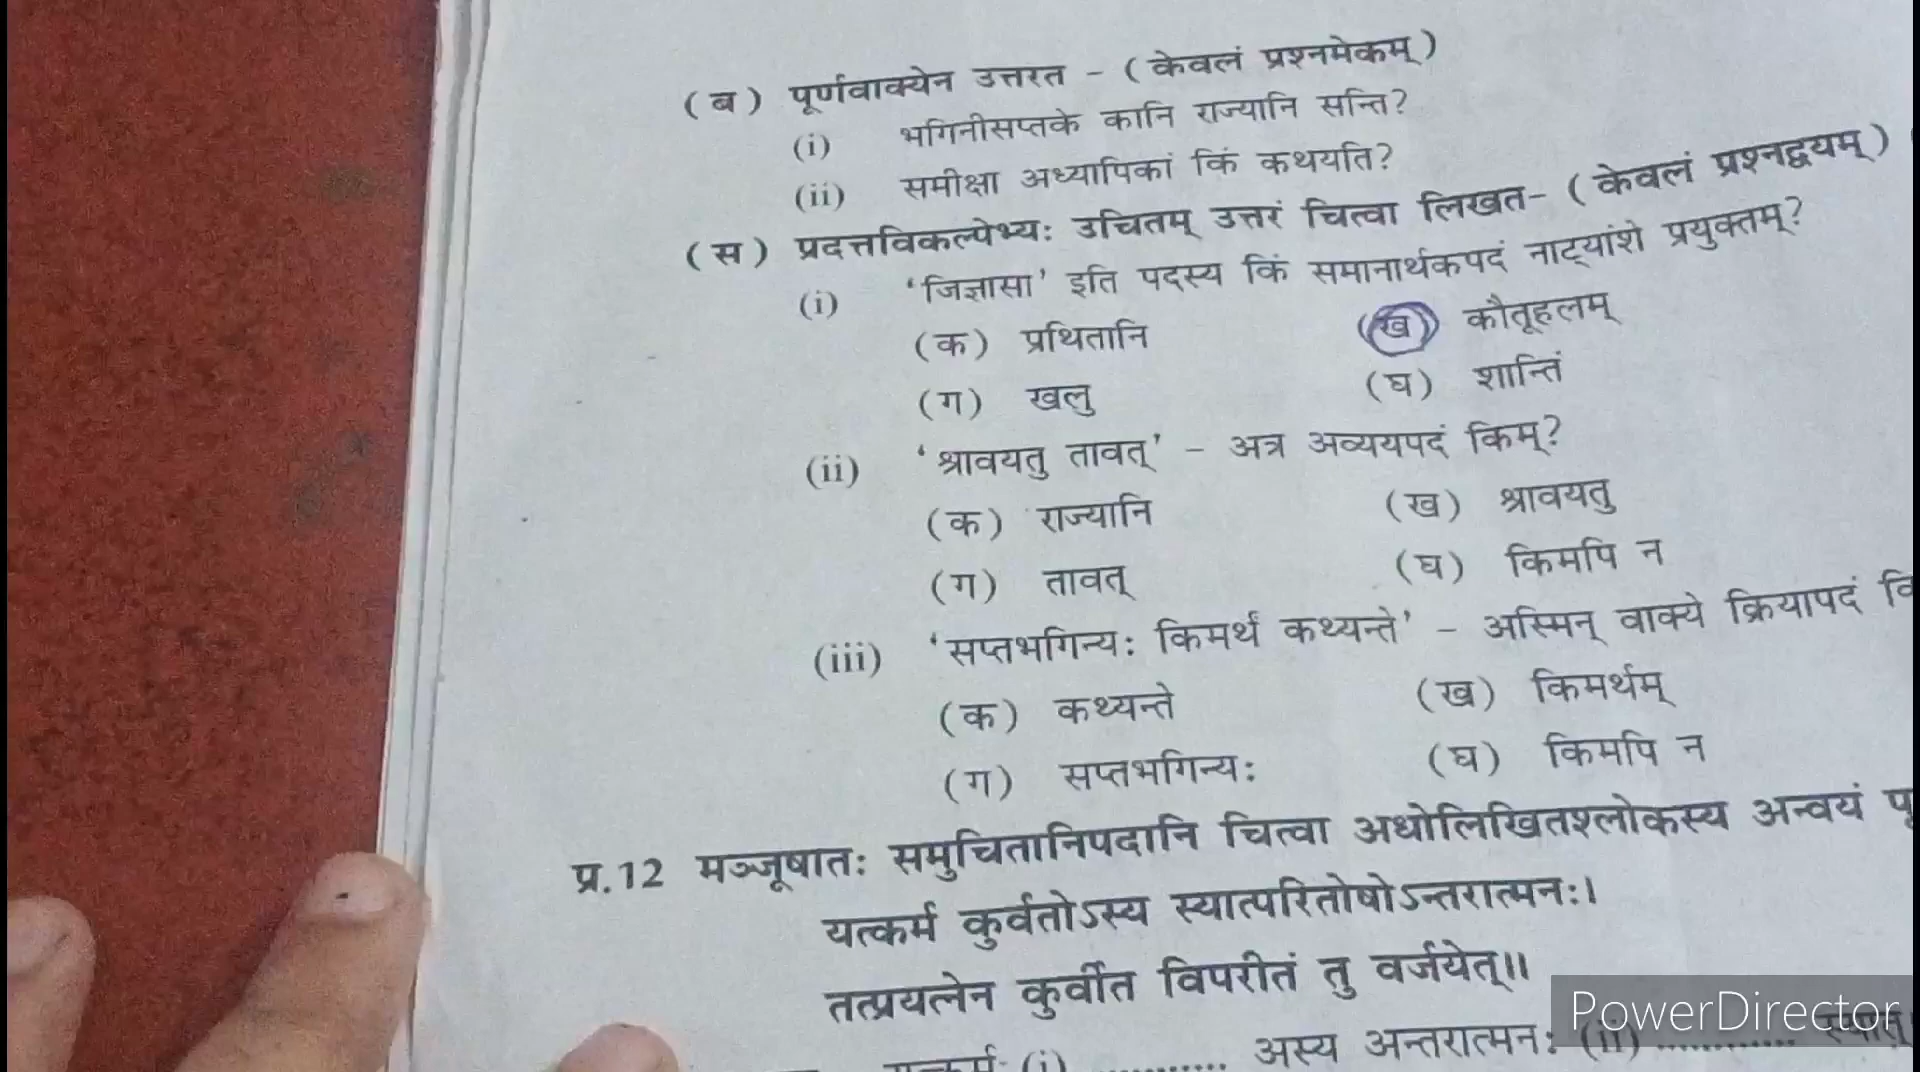 (ब) पूर्णवाक्येन उत्तरत - (केवलं प्रश्नमेकम्)
(i) भगिनीसप्तके कानि राज्यानि सन्ति?
(ii) समीक्षा अध्यापिकां किं कथयति?
(स) प्रदत्तविकल्पेभ्यः उचितम् उत्तरं चित्वा लिखत- (केवलं प्रश्नद्वयम्)
(i) 'जिज्ञासा' इति पदस्य किं समानार्थकपदं नाट्यांशे प्रयुक्तम्?
(क) प्रथितानि (ख) कौतूहलम्
(ग) खलु (घ) शान्तिं
(ii) 'श्रावयतु तावत्' - अत्र अव्ययपदं किम्?
(क) राज्यानि (ख) श्रावयतु
(ग) तावत् (घ) किमपि न
(iii) 'सप्तभगिन्यः किमर्थं कथ्यन्ते' - अस्मिन् वाक्ये क्रियापदं
(क) कथ्यन्ते (ख) किमर्थम्
(ग) सप्तभगिन्यः (घ) किमपि न
प्र.12 मञ्जूषातः समुचितानिपदानि चित्वा अधोलिखितश्लोकस्य अन्वयं
यत्कर्म कुर्वतोऽस्य स्यात्परितोषोऽन्तरात्मनः।
तत्प्रयत्नेन कुर्वीत विपरीतं तु वर्जयेत्॥
PowerDirector
यत्कर्म (i) .......... अस्य अन्तरात्मनः (ii) ............ स्यात्